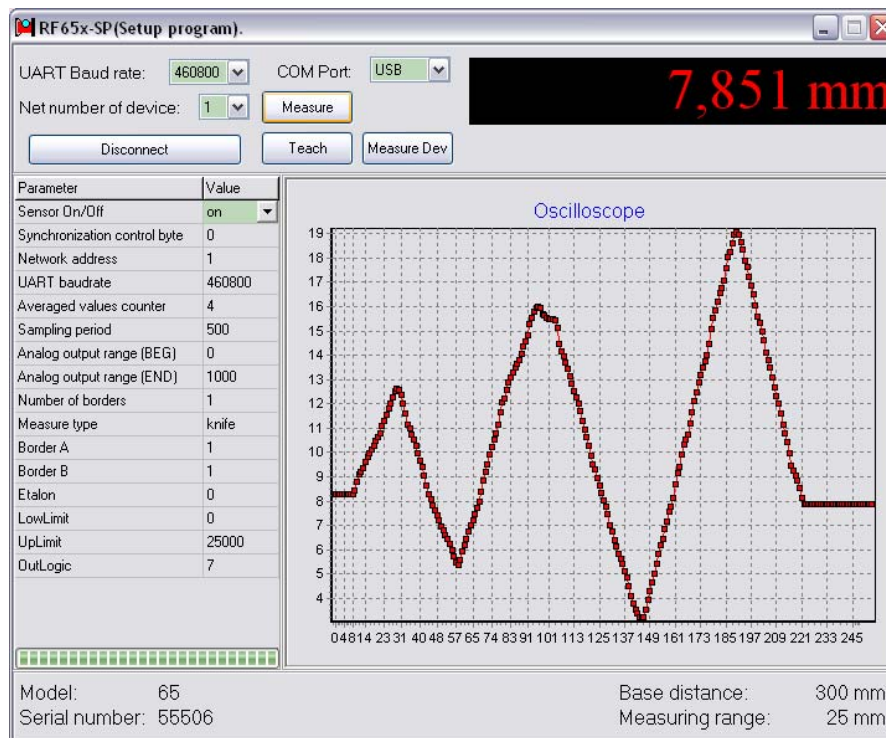 RF65x-SP(Setup program).
UART Baud rate: 460800 COM Port: USB
Net number of device: 1 Measure
7,851 mm
Disconnect Teach Measure Dev
Parameter Value
Sensor On/Off on
Synchronization control byte 0
Network address 1
UART baudrate 460800
Averaged values counter 4
Sampling period 500
Analog output range (BEG) 0
Analog output range (END) 1000
Number of borders 1
Measure type knife
Border A 1
Border B 1
Etalon 0
LowLimit 0
UpLimit 25000
OutLogic 7
Oscilloscope
19
18
17
16
15
14
13
12
11
10
9
8
7
6
5
4
0 4 8 14 23 31 40 48 57 65 74 83 91 101 113 125 137 149 161 173 185 197 209 221 233 245
Model: 65
Serial number: 55506
Base distance: 300 mm
Measuring range: 25 mm